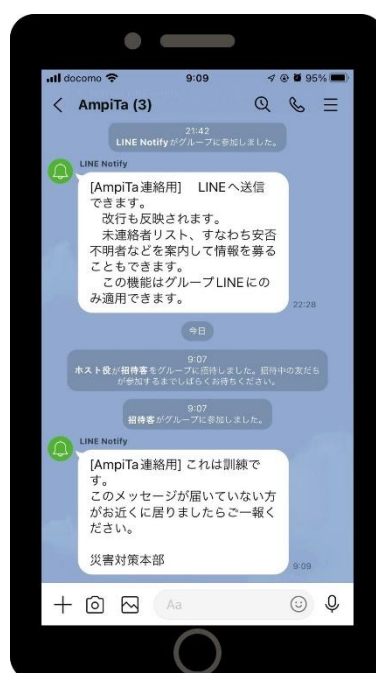 docomo 9:09 95%
AmpiTa (3)
21:42
LINE Notifyがグループに参加しました。
LINE Notify
[AmpiTa連絡用] LINEへ送信
できます。
改行も反映されます。
未連絡者リスト、すなわち安否
不明者などを案内して情報を募る
こともできます。
この機能はグループLINEにの
み適用できます。
22:28
今日
9:07
ホスト役が招待客をグループに招待しました。招待中の友だち
が参加するまでしばらくお待ちください。
9:07
招待客がグループに参加しました。
LINE Notify
[AmpiTa連絡用] これは訓練で
す。
このメッセージが届いていない方
がお近くに居りましたらご一報く
ださい。
災害対策本部
9:09
Aa